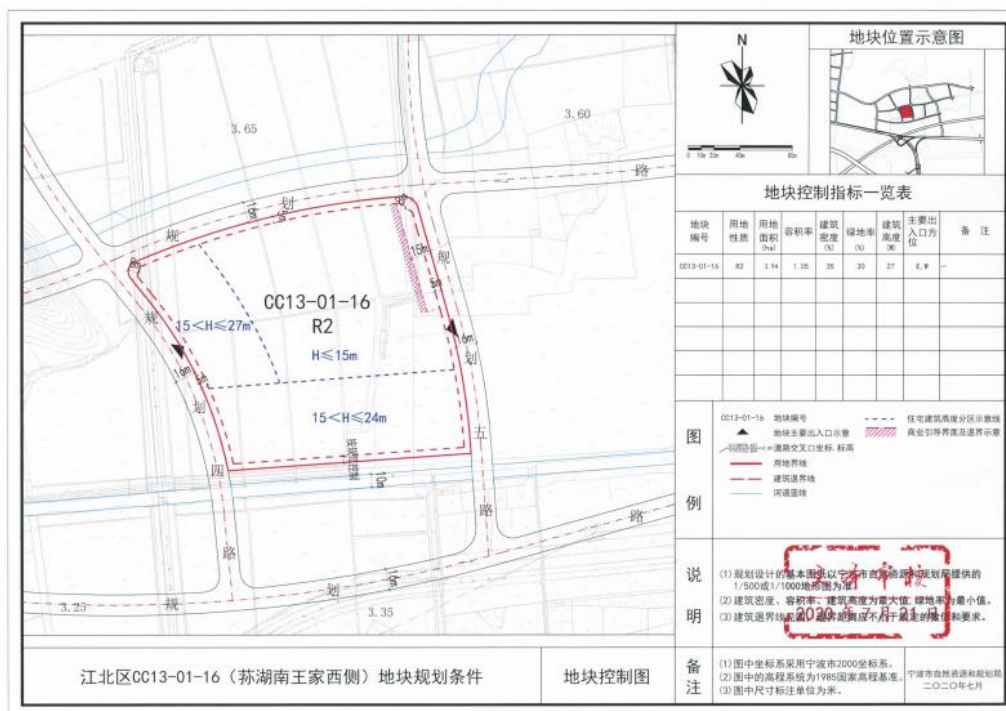 N
地块位置示意图
0 10m 20m 40m 80m
3.65
3.60
规
划
二
路
16m
5m
8m
CC13-01-16
R2
15<H≤27m
H≤15m
15<H≤24m
15m
规
划
五
路
规
划
四
路
16m
5m
10m
规
划
路
16m
3.25
3.35
地块控制指标一览表
地块编号 用地性质 用地面积(ha) 容积率 建筑密度(%) 绿地率(%) 建筑高度(M) 主要出入口方位 备 注
CC13-01-16 R2 3.94 1.05 35 30 27 E,W —
图例
CC13-01-16 地块编号
地块主要出入口示意
道路交叉口坐标、标高
用地界线
建筑退界线
河道蓝线
住宅建筑高度分区示意线
商业引导界面及退界示意
说明
(1)规划设计的基本图纸以宁波市自然资源和规划局提供的
1/500或1/1000地形图为准。
(2)建筑密度、容积率、建筑高度为最大值,绿地率为最小值。
(3)建筑退界线
2020年7月21日
江北区CC13-01-16(荪湖南王家西侧)地块规划条件
地块控制图
备注
(1)图中坐标系采用宁波市2000坐标系。
(2)图中的高程系统为1985国家高程基准。
(3)图中尺寸标注单位为米。
宁波市自然资源和规划局
二〇二〇年七月